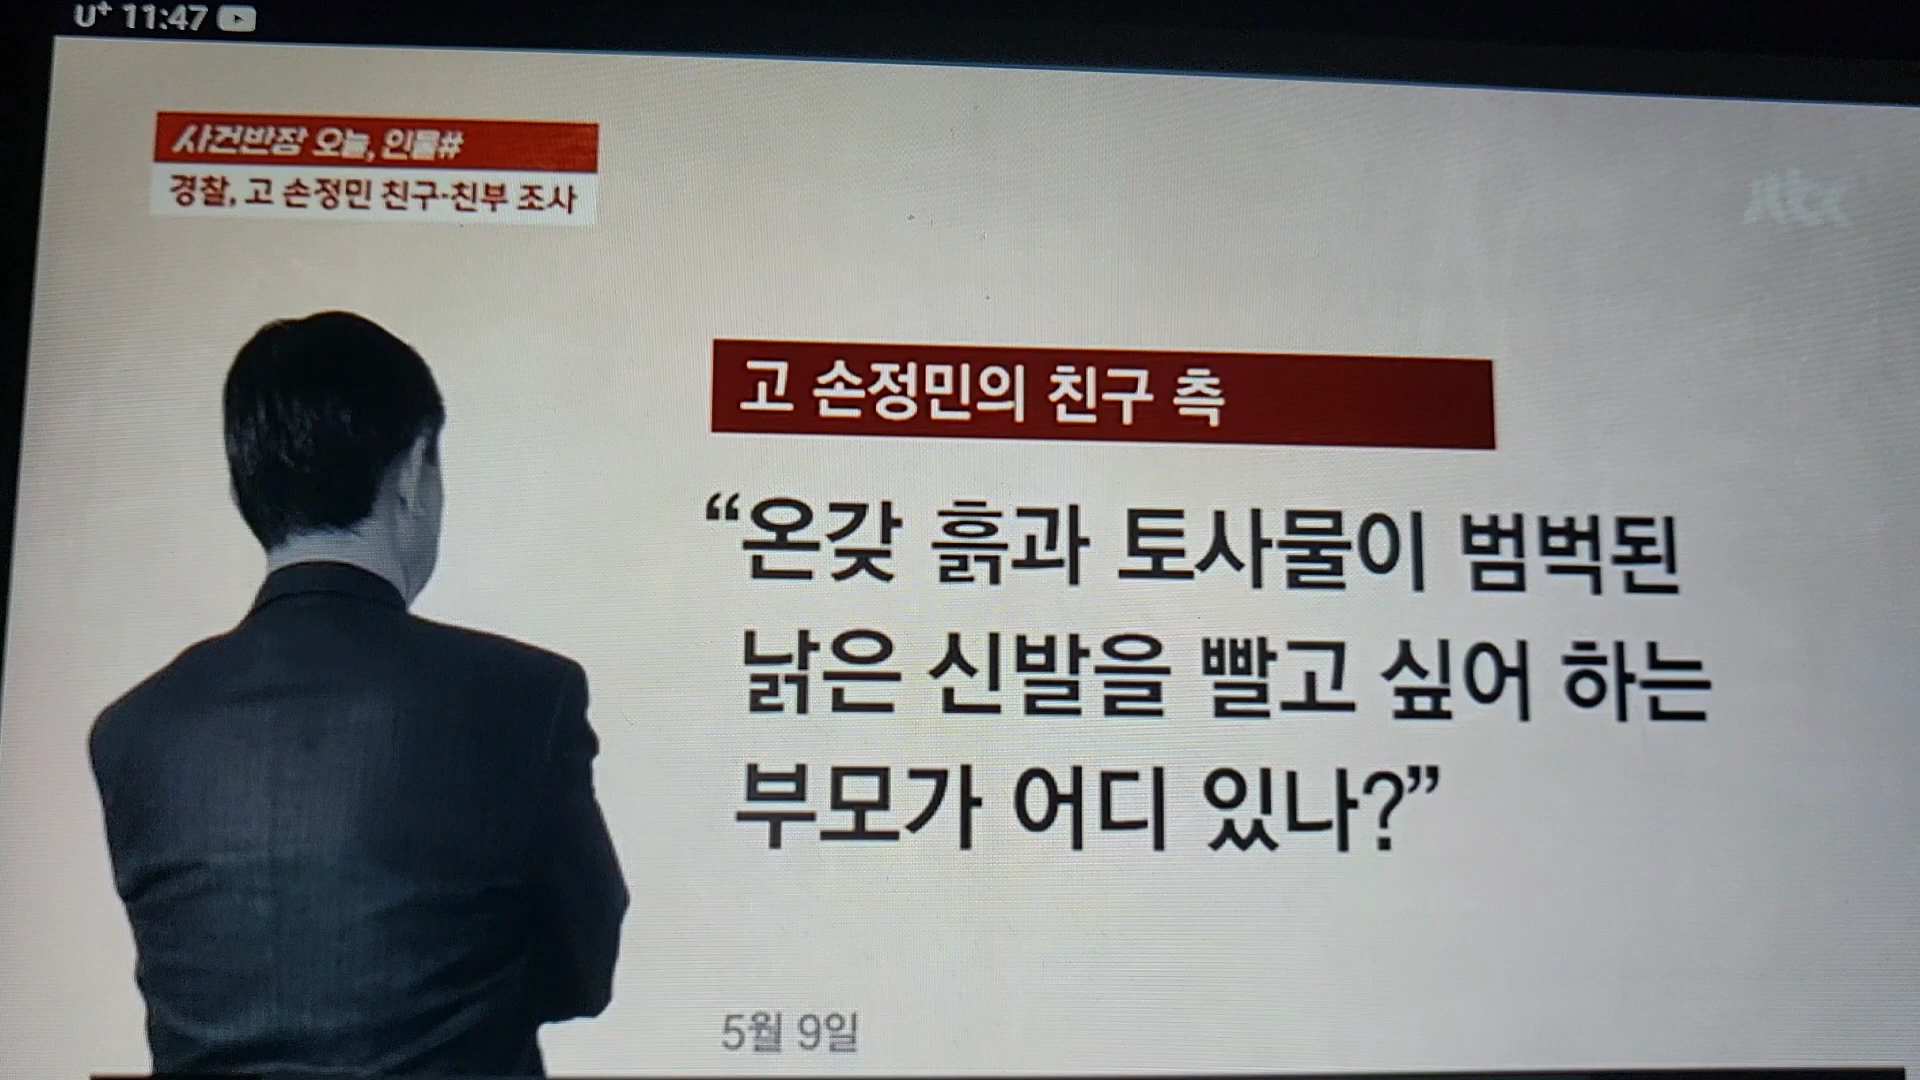 U+ 11:47
사건반장 오늘, 인물#
경찰, 고 손정민 친구·친부 조사
jtbc
고 손정민의 친구 측
“온갖 흙과 토사물이 범벅된
낡은 신발을 빨고 싶어 하는
부모가 어디 있나?”
5월 9일